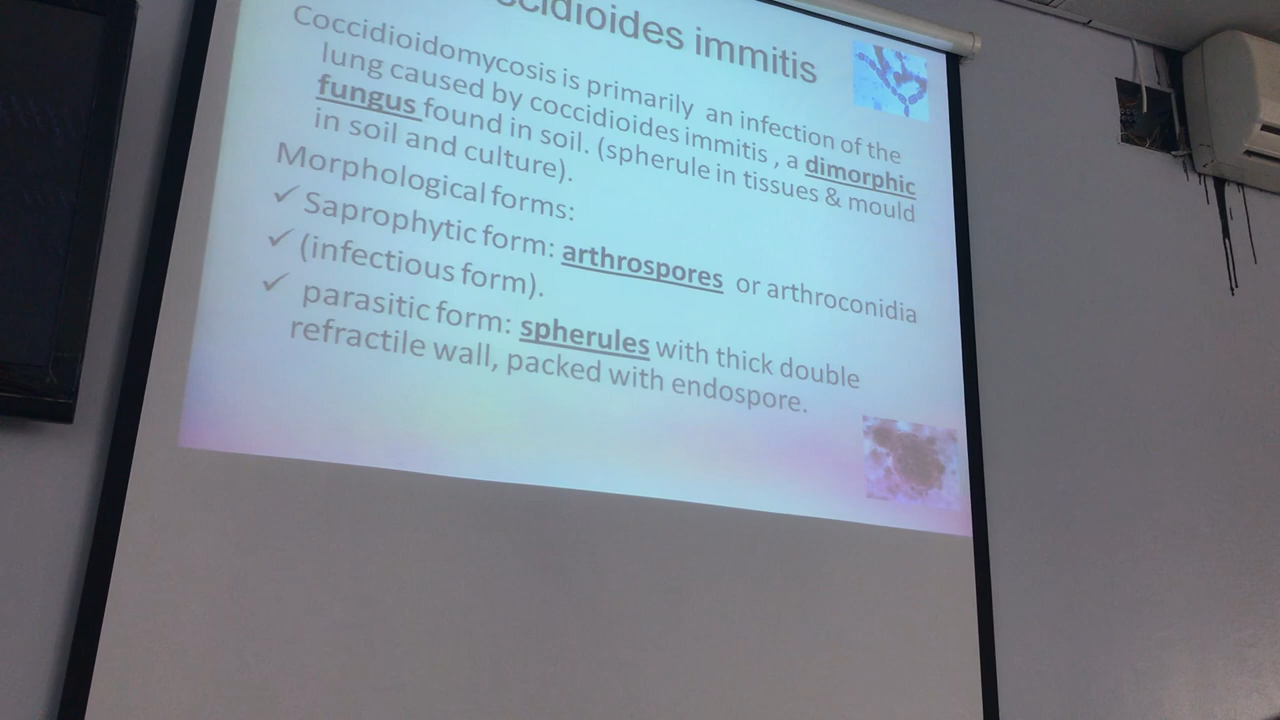 cidioides immitis
Coccidioidomycosis is primarily an infection of the
lung caused by coccidioides immitis , a dimorphic
fungus found in soil. (spherule in tissues & mould
in soil and culture).
Morphological forms:
✓ Saprophytic form: arthrospores or arthroconidia
✓ (infectious form).
✓ parasitic form: spherules with thick double
refractile wall, packed with endospore.